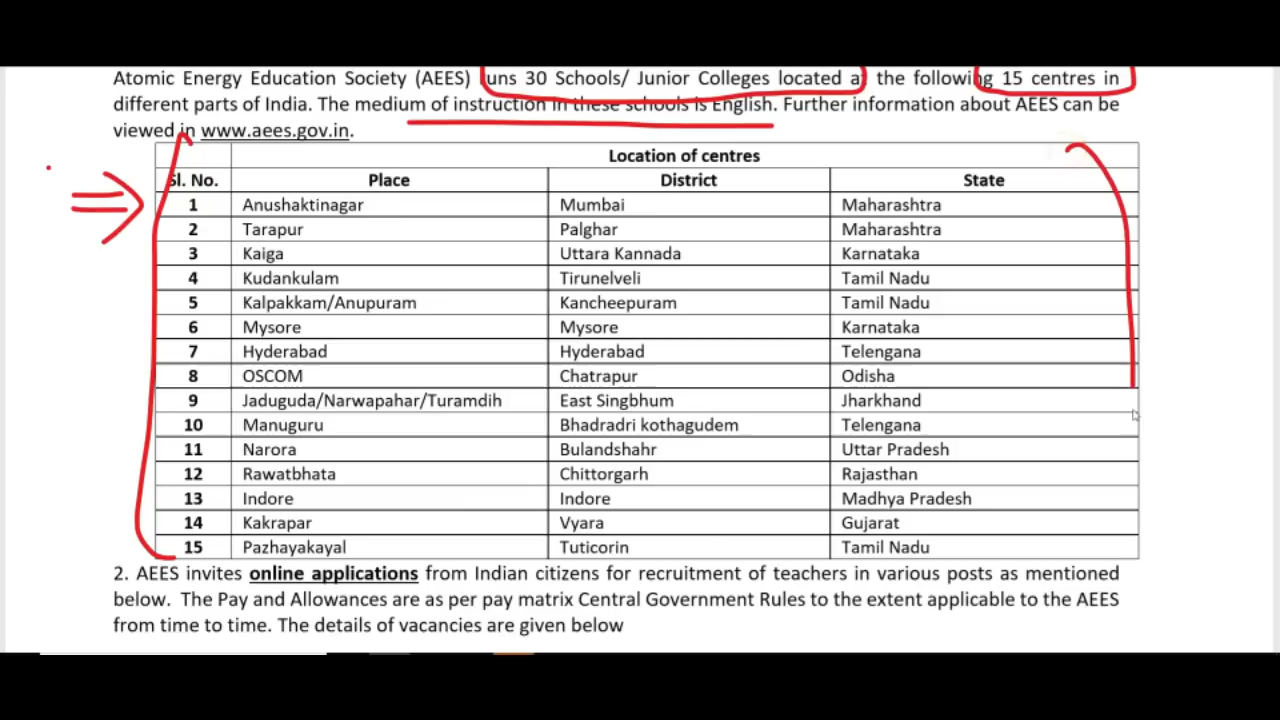 Atomic Energy Education Society (AEES) runs 30 Schools/ Junior Colleges located at the following 15 centres in
different parts of India. The medium of instruction in these schools is English. Further information about AEES can be
viewed in www.aees.gov.in.
Location of centres
Sl. No. Place District State
1 Anushaktinagar Mumbai Maharashtra
2 Tarapur Palghar Maharashtra
3 Kaiga Uttara Kannada Karnataka
4 Kudankulam Tirunelveli Tamil Nadu
5 Kalpakkam/Anupuram Kancheepuram Tamil Nadu
6 Mysore Mysore Karnataka
7 Hyderabad Hyderabad Telengana
8 OSCOM Chatrapur Odisha
9 Jaduguda/Narwapahar/Turamdih East Singbhum Jharkhand
10 Manuguru Bhadradri kothagudem Telengana
11 Narora Bulandshahr Uttar Pradesh
12 Rawatbhata Chittorgarh Rajasthan
13 Indore Indore Madhya Pradesh
14 Kakrapar Vyara Gujarat
15 Pazhayakayal Tuticorin Tamil Nadu
2. AEES invites online applications from Indian citizens for recruitment of teachers in various posts as mentioned
below. The Pay and Allowances are as per pay matrix Central Government Rules to the extent applicable to the AEES
from time to time. The details of vacancies are given below